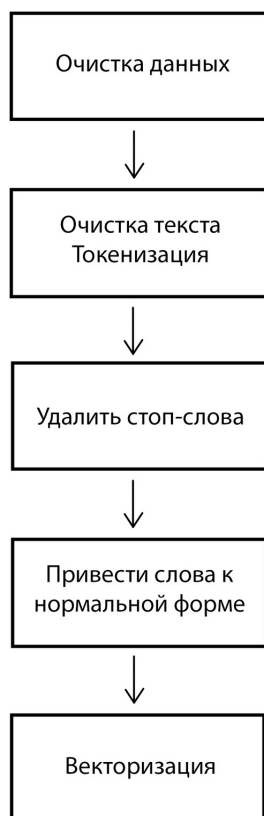 Очистка данных
Очистка текста
Токенизация
Удалить стоп-слова
Привести слова к
нормальной форме
Векторизация